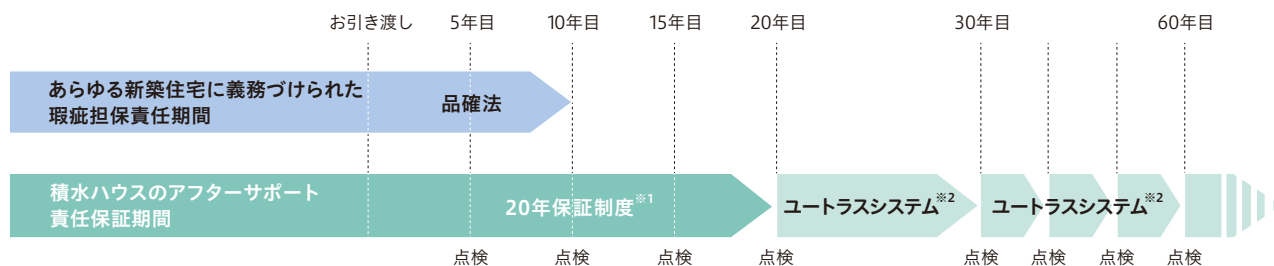 お引き渡し 5年目 10年目 15年目 20年目 30年目 60年目
あらゆる新築住宅に義務づけられた
瑕疵担保責任期間
品確法
積水ハウスのアフターサポート
責任保証期間
20年保証制度※1
ユートラスシステム※2
ユートラスシステム※2
点検 点検 点検 点検 点検 点検 点検 点検